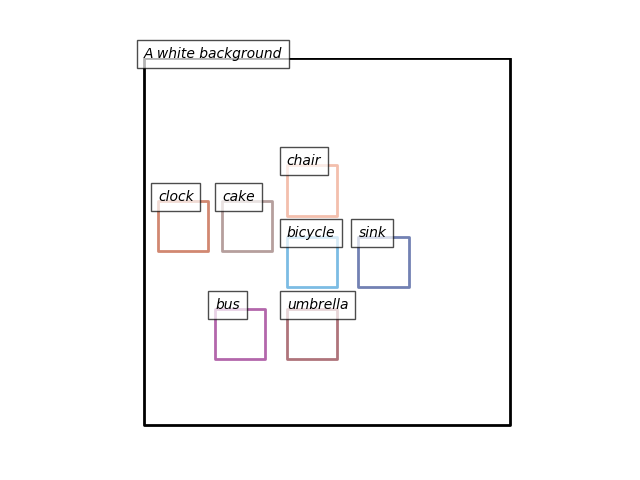 A white background
chair
clock
cake
bicycle
sink
bus
umbrella